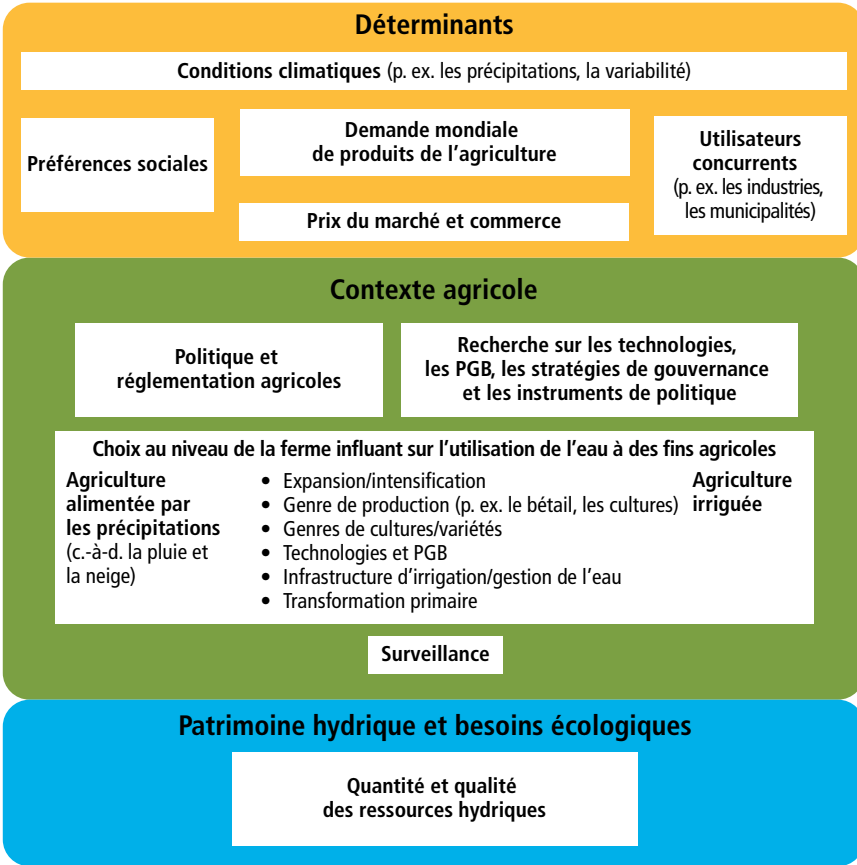 Déterminants
Conditions climatiques (p. ex. les précipitations, la variabilité)
Préférences sociales
Demande mondiale
de produits de l’agriculture
Prix du marché et commerce
Utilisateurs
concurrents
(p. ex. les industries,
les municipalités)
Contexte agricole
Politique et
réglementation agricoles
Recherche sur les technologies,
les PGB, les stratégies de gouvernance
et les instruments de politique
Choix au niveau de la ferme influant sur l’utilisation de l’eau à des fins agricoles
Agriculture
alimentée par
les précipitations
(c.-à-d. la pluie et
la neige)
• Expansion/intensification
• Genre de production (p. ex. le bétail, les cultures)
• Genres de cultures/variétés
• Technologies et PGB
• Infrastructure d’irrigation/gestion de l’eau
• Transformation primaire
Agriculture
irriguée
Surveillance
Patrimoine hydrique et besoins écologiques
Quantité et qualité
des ressources hydriques